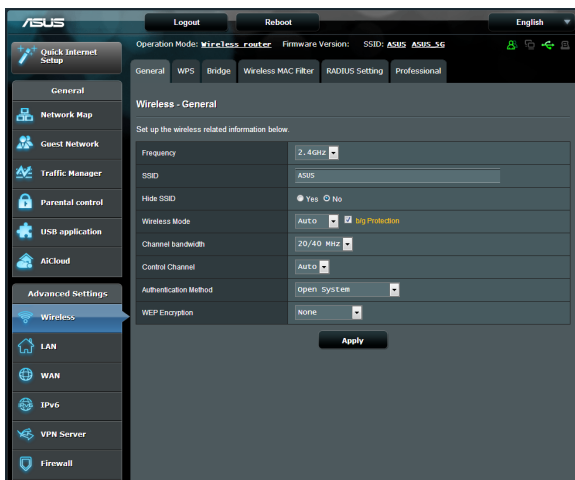 ASUS Logout Reboot English
Quick Internet Setup
Operation Mode: Wireless router Firmware Version: SSID: ASUS ASUS_5G
General WPS Bridge Wireless MAC Filter RADIUS Setting Professional
General
Network Map
Guest Network
Traffic Manager
Parental control
USB application
AiCloud
Advanced Settings
Wireless
LAN
WAN
IPv6
VPN Server
Firewall
Wireless - General
Set up the wireless related information below.
Frequency 2.4GHz
SSID ASUS
Hide SSID Yes No
Wireless Mode Auto b/g Protection
Channel bandwidth 20/40 MHz
Control Channel Auto
Authentication Method Open System
WEP Encryption None
Apply